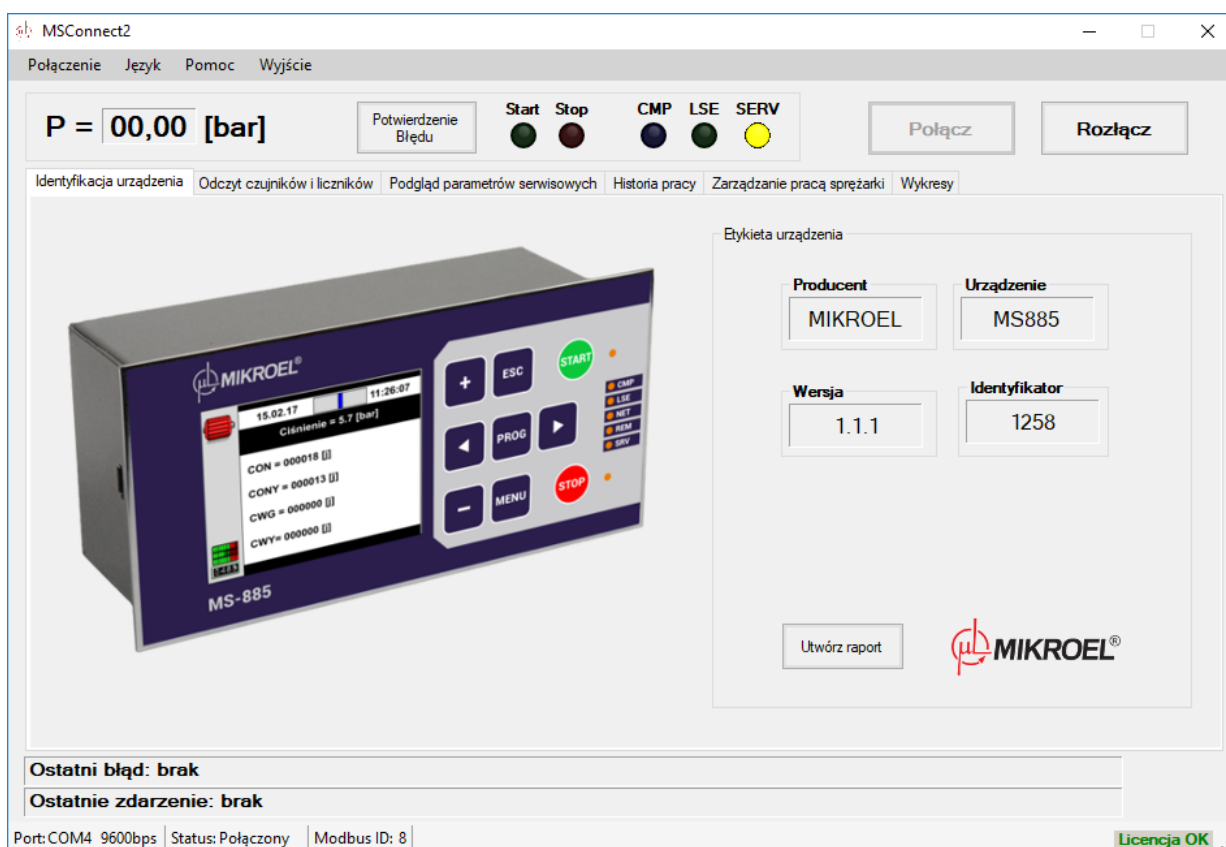 MSConnect2
Połączenie Język Pomoc Wyjście
P = 00,00 [bar]
Potwierdzenie
Błędu
Start Stop CMP LSE SERV
Połącz
Rozłącz
Identyfikacja urządzenia Odczyt czujników i liczników Podgląd parametrów serwisowych Historia pracy Zarządzanie pracą sprężarki Wykresy
MIKROEL®
15.02.17 11:26:07
Ciśnienie = 5.7 [bar]
CON = 000018 [j]
CONY = 000013 [j]
CWG = 000000 [j]
CWY= 000000 [j]
MS-885
+ ESC START
PROG
− MENU STOP
CMP
LSE
NET
REM
SRV
Etykieta urządzenia
Producent
MIKROEL
Urządzenie
MS885
Wersja
1.1.1
Identyfikator
1258
Utwórz raport
μL MIKROEL®
Ostatni błąd: brak
Ostatnie zdarzenie: brak
Port: COM4 9600bps Status: Połączony Modbus ID: 8 Licencja OK